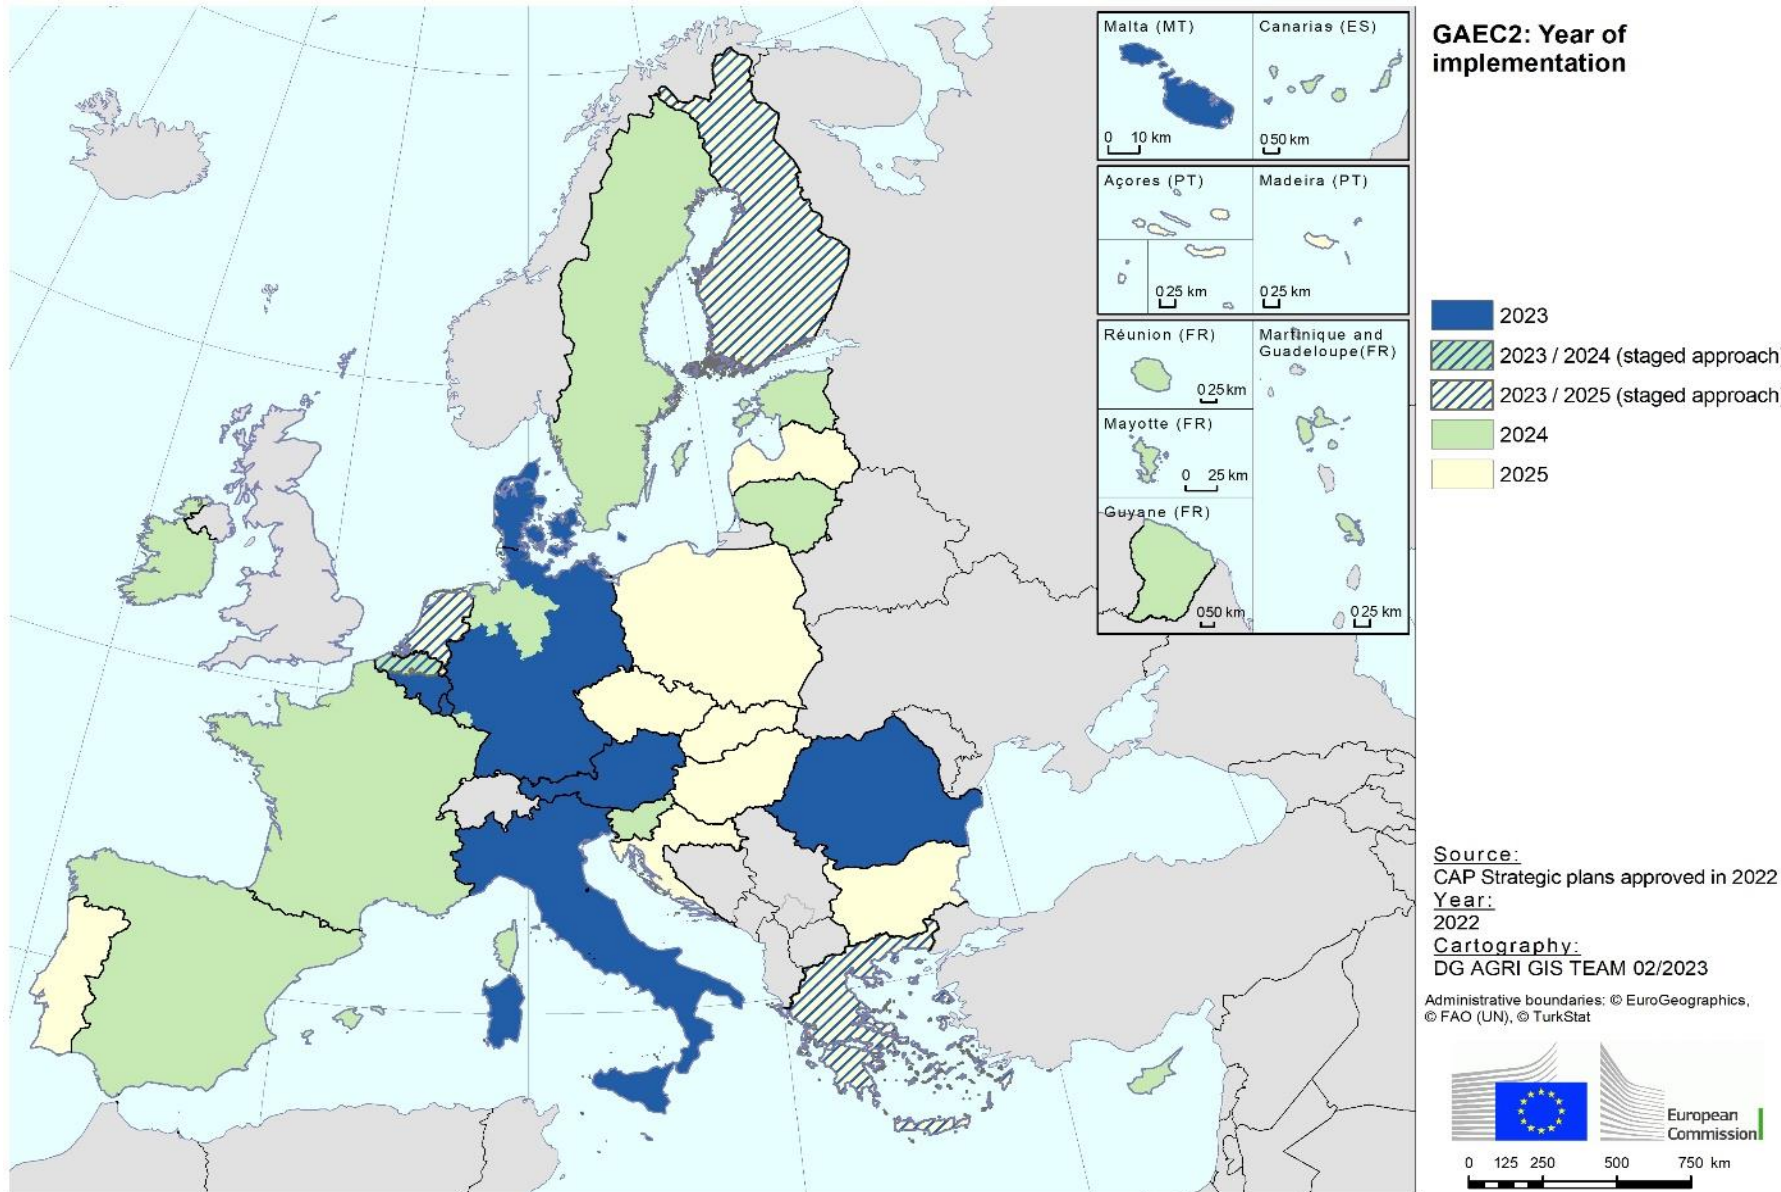 GAEC2: Year of
implementation
Malta (MT)
0 10 km
Canarias (ES)
0 50 km
Açores (PT)
0 25 km
Madeira (PT)
0 25 km
Réunion (FR)
0 25 km
Martinique and
Guadeloupe(FR)
0 25 km
Mayotte (FR)
0 25 km
Guyane (FR)
0 50 km
2023
2023 / 2024 (staged approach)
2023 / 2025 (staged approach)
2024
2025
Source:
CAP Strategic plans approved in 2022
Year:
2022
Cartography:
DG AGRI GIS TEAM 02/2023
Administrative boundaries: © EuroGeographics,
© FAO (UN), © TurkStat
European
Commission
0 125 250 500 750 km